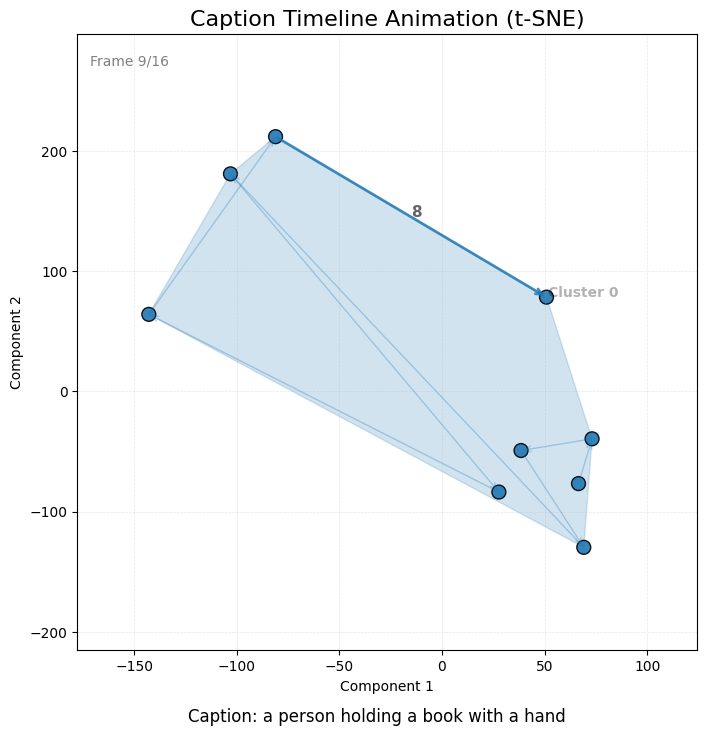 Caption Timeline Animation (t-SNE)
Frame 9/16
200
100
0
−100
−200
Component 2
8
Cluster 0
−150
−100
−50
0
50
100
Component 1
Caption: a person holding a book with a hand